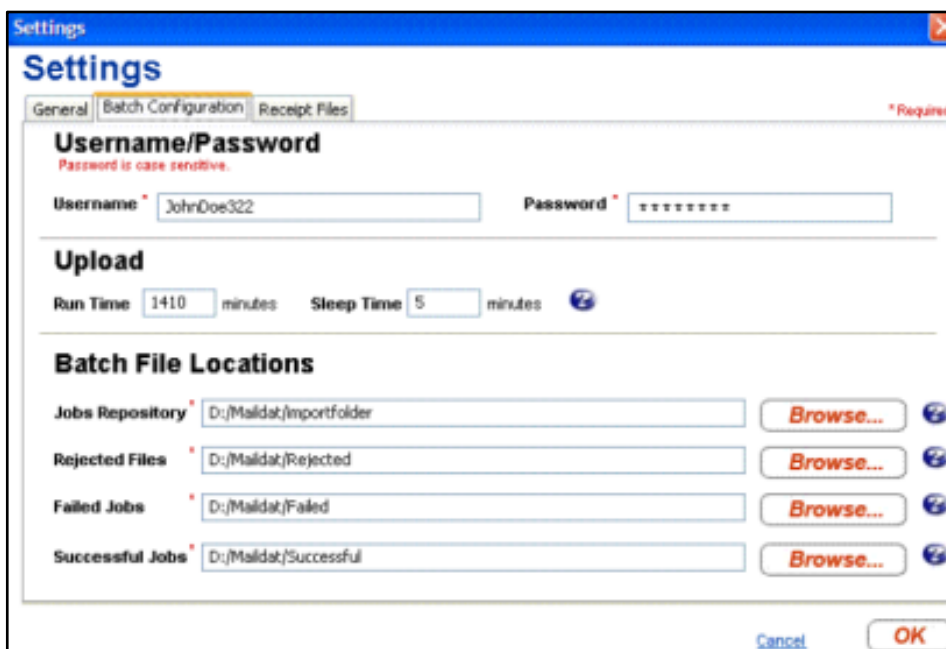 Settings
Settings
General Batch Configuration Receipt Files *Require
Username/Password
Password is case sensitive.
Username * JohnDoe322 Password * ********
Upload
Run Time 1410 minutes Sleep Time 5 minutes ?
Batch File Locations
Jobs Repository * D:/Maildat/importfolder Browse... ?
Rejected Files * D:/Maildat/Rejected Browse... ?
Failed Jobs * D:/Maildat/Failed Browse... ?
Successful Jobs * D:/Maildat/Successful Browse... ?
Cancel OK